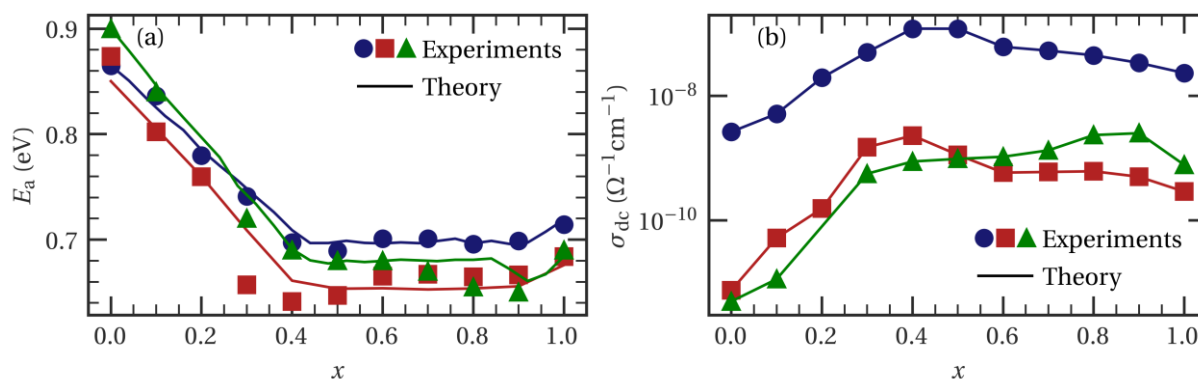 (a)
Experiments
Theory
0.9
0.8
0.7
Eₐ (eV)
0.0 0.2 0.4 0.6 0.8 1.0
x
(b)
10⁻⁸
10⁻¹⁰
σdc (Ω⁻¹cm⁻¹)
Experiments
Theory
0.0 0.2 0.4 0.6 0.8 1.0
x